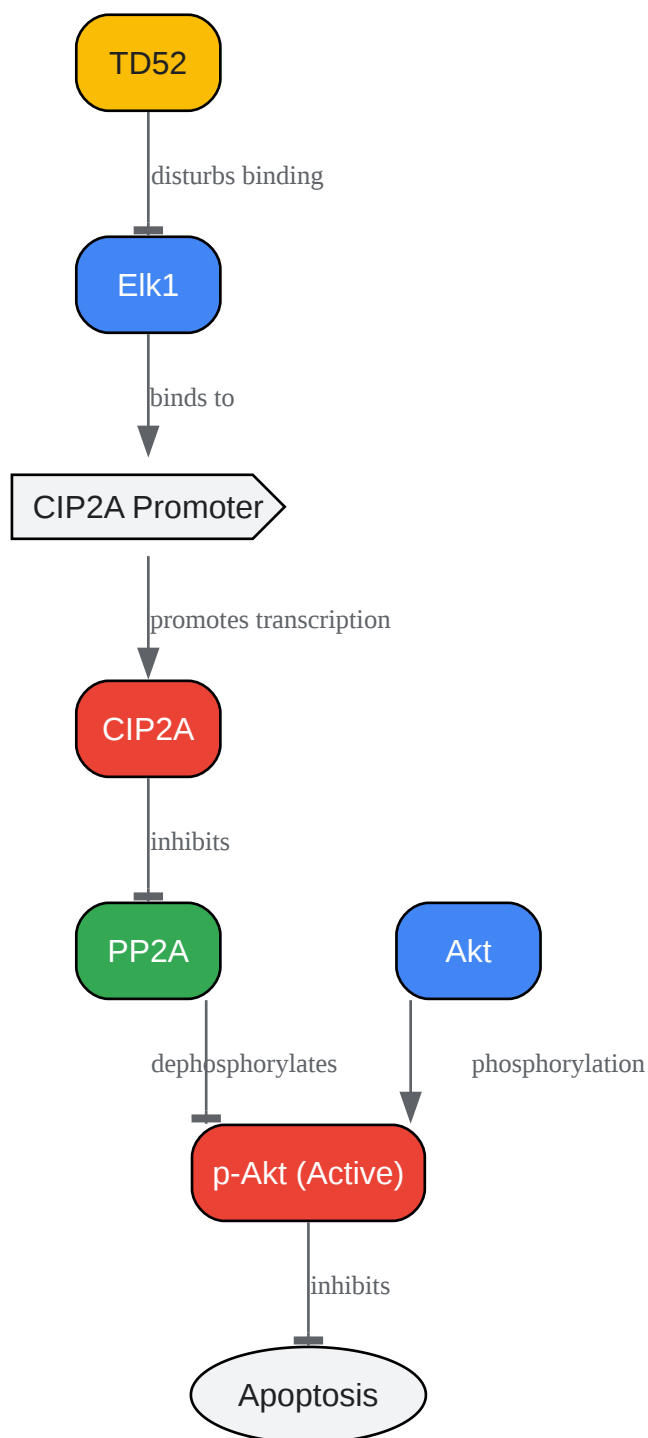 TD52
disturbs binding
Elk1
binds to
CIP2A Promoter
promotes transcription
CIP2A
inhibits
PP2A
Akt
dephosphorylates
phosphorylation
p-Akt (Active)
inhibits
Apoptosis